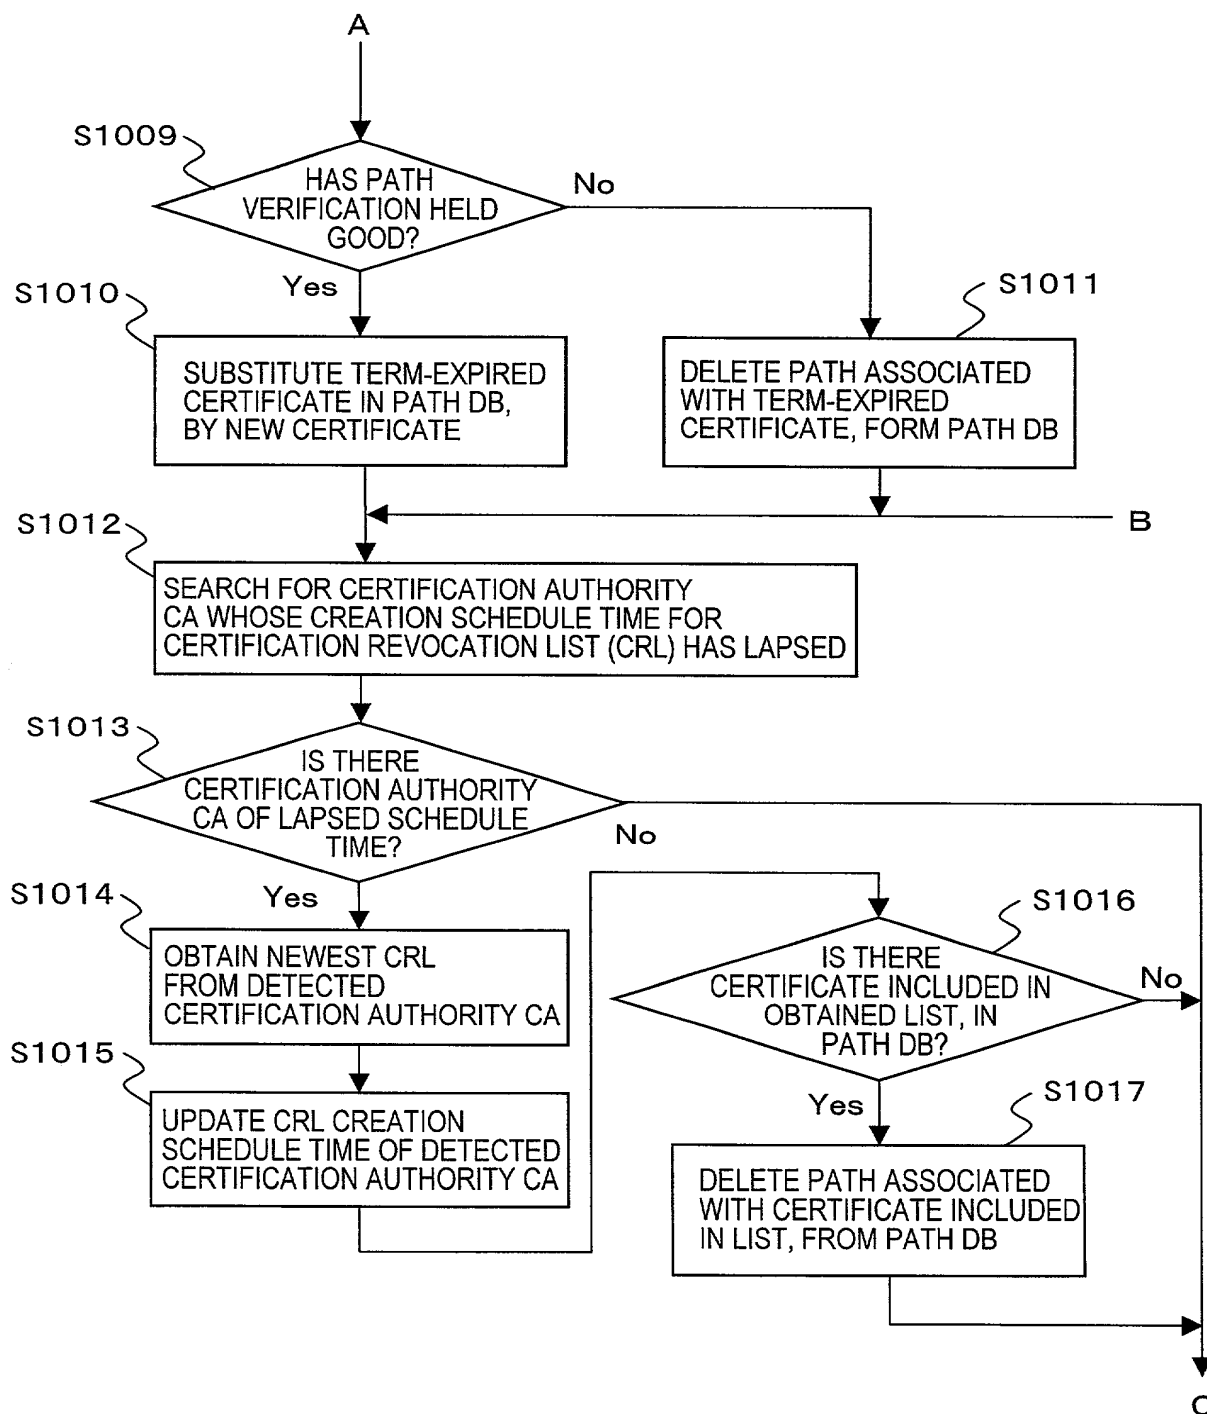 A
S1009
HAS PATH
VERIFICATION HELD
GOOD?
No
Yes
S1010
SUBSTITUTE TERM-EXPIRED
CERTIFICATE IN PATH DB,
BY NEW CERTIFICATE
S1011
DELETE PATH ASSOCIATED
WITH TERM-EXPIRED
CERTIFICATE, FORM PATH DB
B
S1012
SEARCH FOR CERTIFICATION AUTHORITY
CA WHOSE CREATION SCHEDULE TIME FOR
CERTIFICATION REVOCATION LIST (CRL) HAS LAPSED
S1013
IS THERE
CERTIFICATION AUTHORITY
CA OF LAPSED SCHEDULE
TIME?
No
Yes
S1014
OBTAIN NEWEST CRL
FROM DETECTED
CERTIFICATION AUTHORITY CA
S1015
UPDATE CRL CREATION
SCHEDULE TIME OF DETECTED
CERTIFICATION AUTHORITY CA
S1016
IS THERE
CERTIFICATE INCLUDED IN
OBTAINED LIST, IN
PATH DB?
No
Yes
S1017
DELETE PATH ASSOCIATED
WITH CERTIFICATE INCLUDED
IN LIST, FROM PATH DB
C